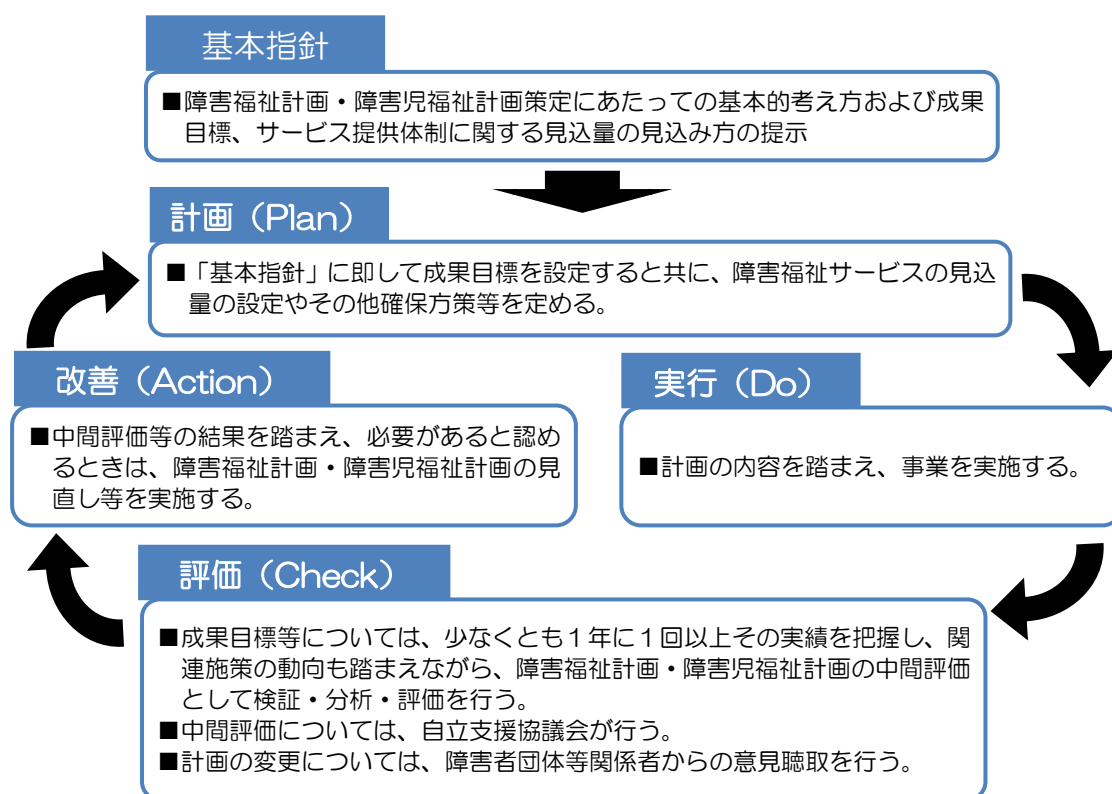 基本指針
■障害福祉計画・障害児福祉計画策定にあたっての基本的考え方および成果
目標、サービス提供体制に関する見込量の見込み方の提示
計画（Plan）
■「基本指針」に即して成果目標を設定すると共に、障害福祉サービスの見込
量の設定やその他確保方策等を定める。
改善（Action）
■中間評価等の結果を踏まえ、必要があると認め
るときは、障害福祉計画・障害児福祉計画の見
直し等を実施する。
実行（Do）
■計画の内容を踏まえ、事業を実施する。
評価（Check）
■成果目標等については、少なくとも１年に１回以上その実績を把握し、関
連施策の動向も踏まえながら、障害福祉計画・障害児福祉計画の中間評価
として検証・分析・評価を行う。
■中間評価については、自立支援協議会が行う。
■計画の変更については、障害者団体等関係者からの意見聴取を行う。